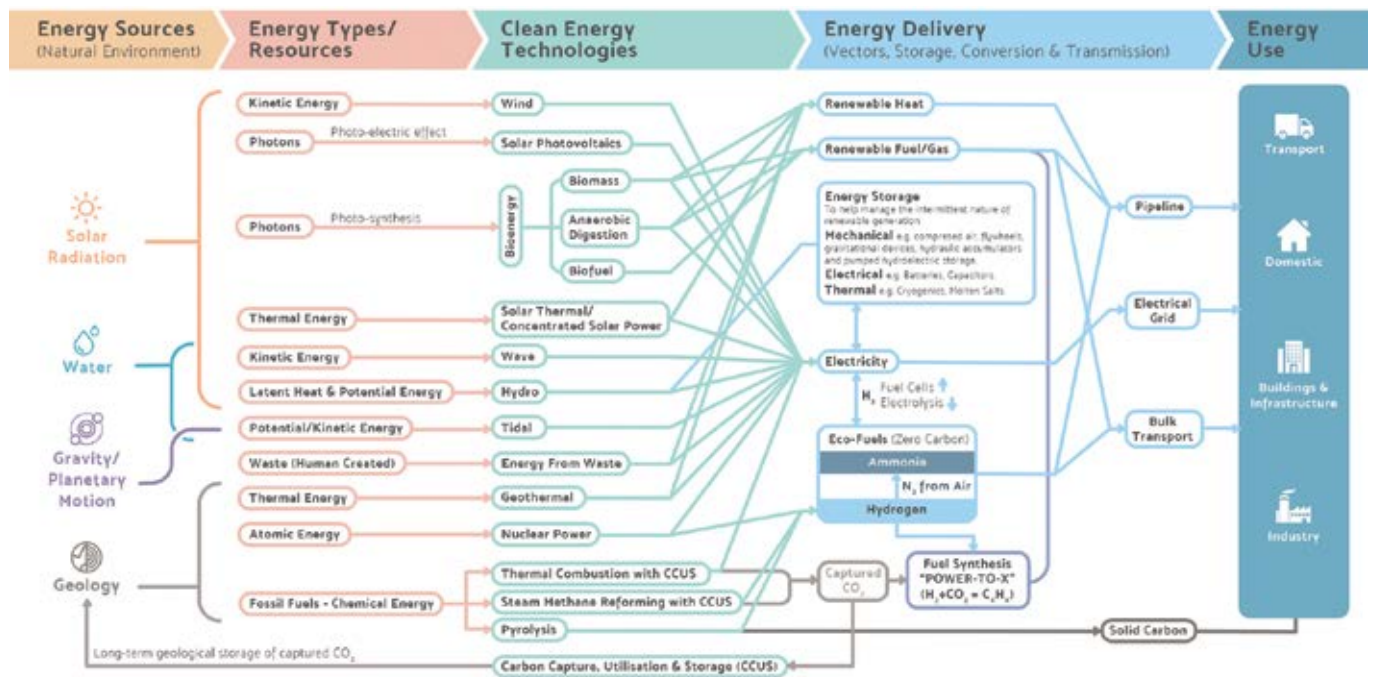 Energy Sources
(Natural Environment)
Energy Types/
Resources
Clean Energy
Technologies
Energy Delivery
(Vectors, Storage, Conversion & Transmission)
Energy
Use
Solar
Radiation
Water
Gravity/
Planetary
Motion
Geology
Kinetic Energy
Photo-electric effect
Photons
Photo-synthesis
Photons
Thermal Energy
Kinetic Energy
Latent Heat & Potential Energy
Potential/Kinetic Energy
Waste (Human Created)
Thermal Energy
Atomic Energy
Fossil Fuels - Chemical Energy
Long-term geological storage of captured CO₂
Wind
Solar Photovoltaics
Bioenergy
Biomass
Anaerobic
Digestion
Biofuel
Solar Thermal/
Concentrated Solar Power
Wave
Hydro
Tidal
Energy From Waste
Geothermal
Nuclear Power
Thermal Combustion with CCUS
Steam Methane Reforming with CCUS
Pyrolysis
Carbon Capture, Utilisation & Storage (CCUS)
Renewable Heat
Renewable Fuel/Gas
Energy Storage
To help manage the intermittent nature of
renewable generation
Mechanical e.g. compressed air, flywheels,
gravitational devices, hydraulic accumulators
and pumped hydroelectric storage.
Electrical e.g. Batteries, Capacitors.
Thermal e.g. Cryogenics, Molten Salts.
Electricity
H₂
Fuel Cells
Electrolysis
Eco-Fuels (Zero Carbon)
Ammonia
N₂ from Air
Hydrogen
Captured
CO₂
Fuel Synthesis
"POWER-TO-X"
(H₂+CO₂ = CₓHₓ)
Solid Carbon
Pipeline
Electrical
Grid
Bulk
Transport
Transport
Domestic
Buildings &
Infrastructure
Industry